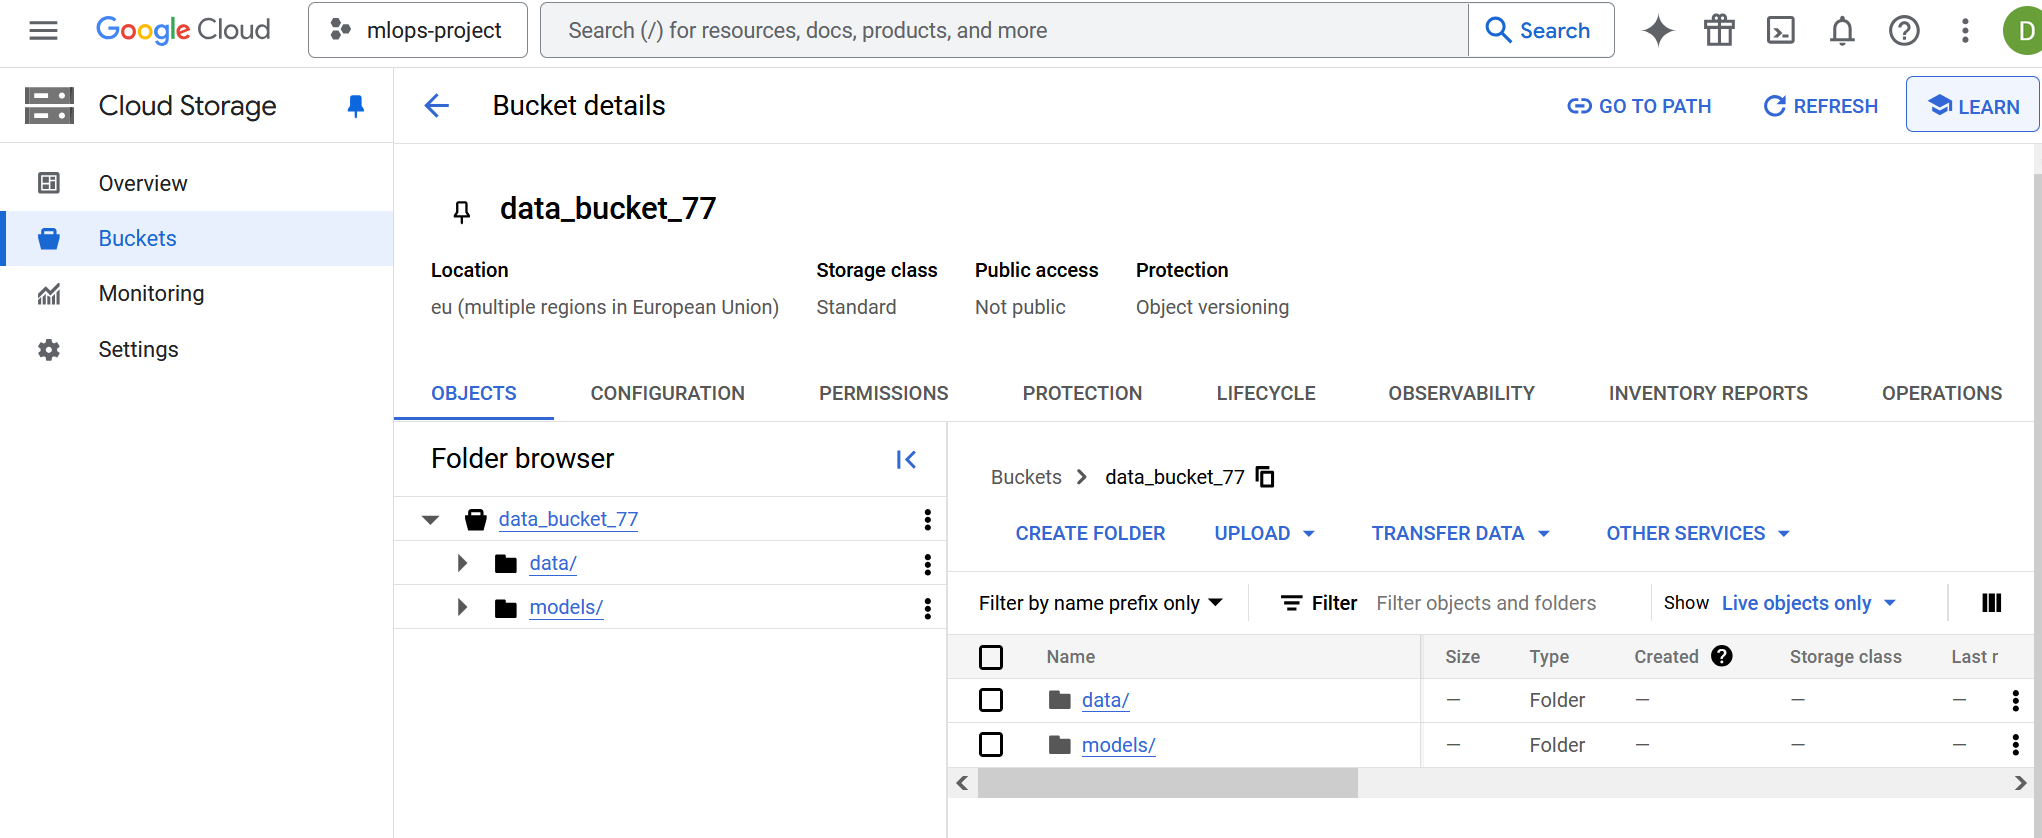 Google Cloud
mlops-project
Search (/) for resources, docs, products, and more
Search
D
Cloud Storage
Bucket details
GO TO PATH
REFRESH
LEARN
Overview
Buckets
Monitoring
Settings
data_bucket_77
Location
Storage class
Public access
Protection
eu (multiple regions in European Union)
Standard
Not public
Object versioning
OBJECTS
CONFIGURATION
PERMISSIONS
PROTECTION
LIFECYCLE
OBSERVABILITY
INVENTORY REPORTS
OPERATIONS
Folder browser
data_bucket_77
data/
models/
Buckets > data_bucket_77
CREATE FOLDER
UPLOAD
TRANSFER DATA
OTHER SERVICES
Filter by name prefix only
Filter
Filter objects and folders
Show
Live objects only
Name Size Type Created ? Storage class Last r
data/ — Folder — — —
models/ — Folder — — —